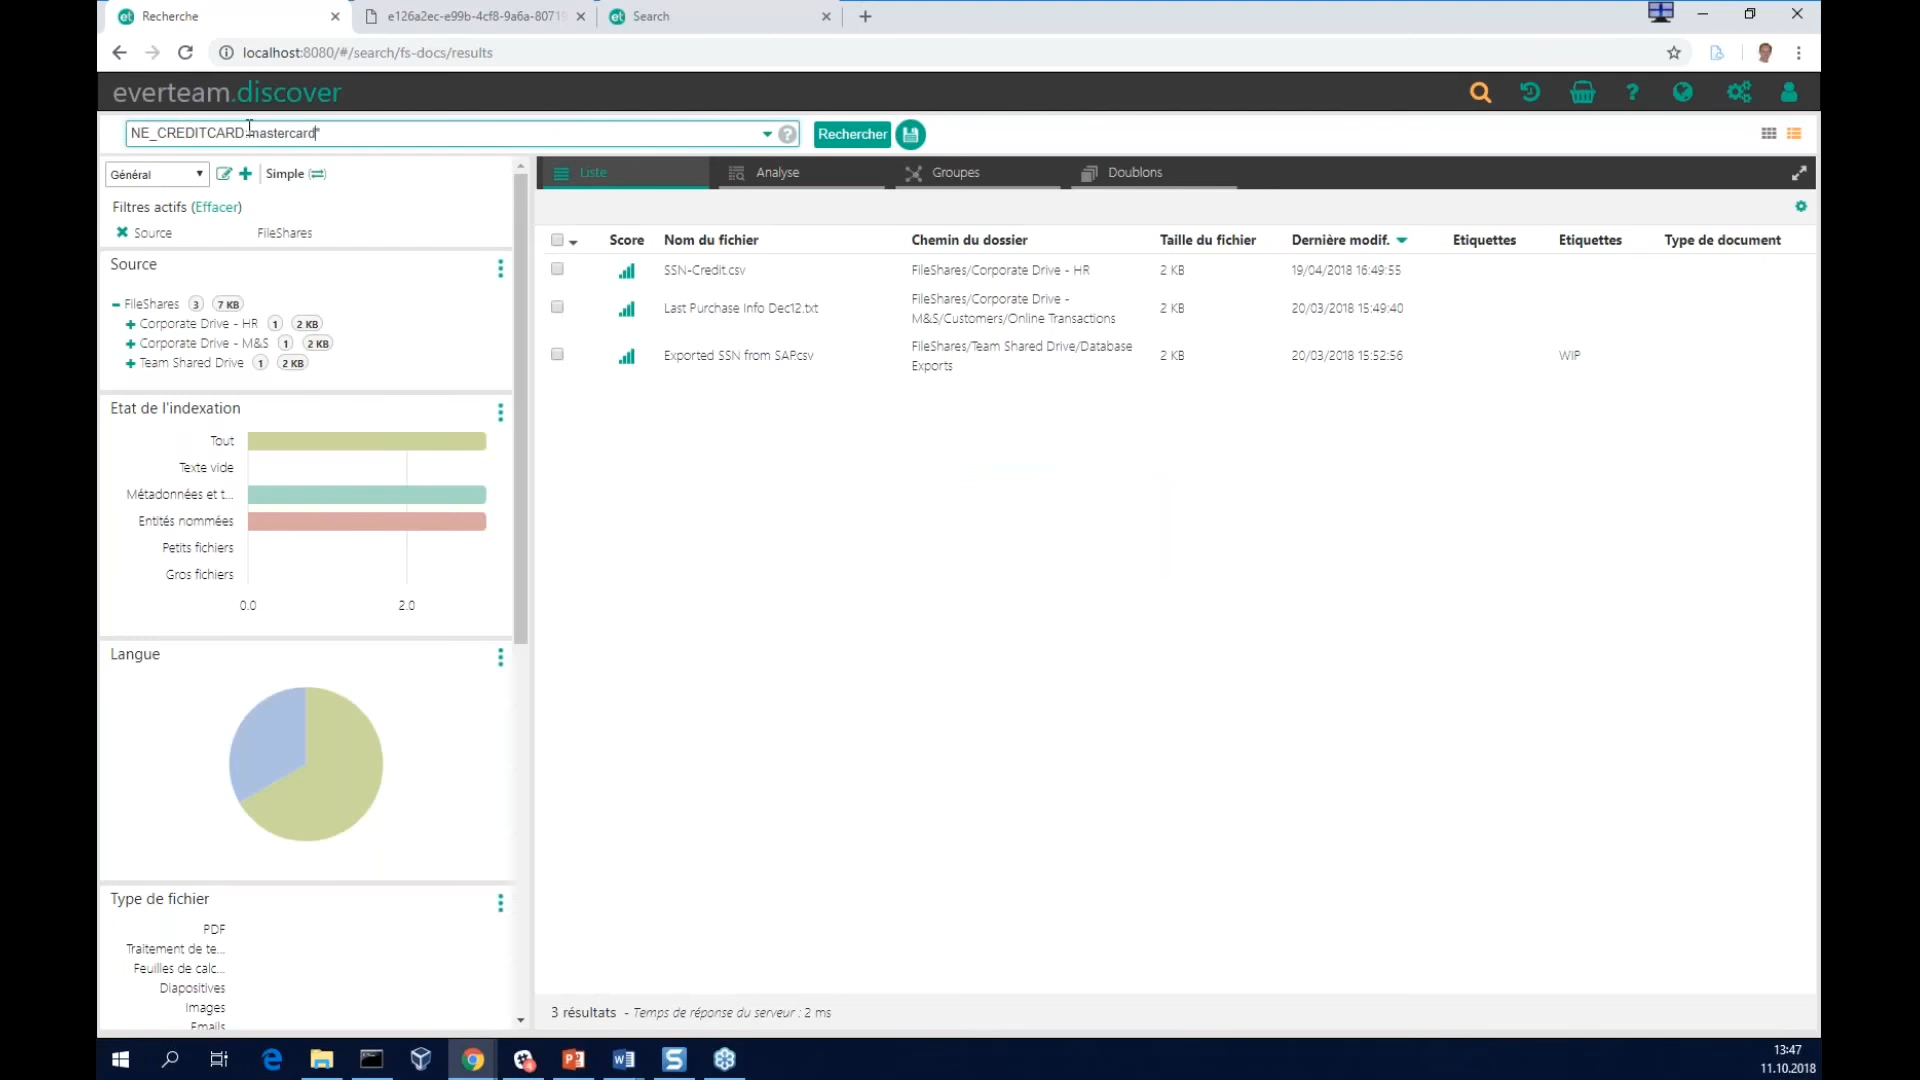 Recherche
e126a2ec-e99b-4cf8-9a6a-80719
Search
localhost:8080/#/search/fs-docs/results
everteam.discover
NE_CREDITCARD:mastercard*
Rechercher
Général
Simple
Filtres actifs (Effacer)
Source
FileShares
Source
FileShares 3 7 KB
Corporate Drive - HR 1 2 KB
Corporate Drive - M&S 1 2 KB
Team Shared Drive 1 2 KB
Etat de l'indexation
Tout
Texte vide
Métadonnées et t...
Entités nommées
Petits fichiers
Gros fichiers
0.0 2.0
Langue
Type de fichier
PDF
Traitement de te...
Feuilles de calc...
Diapositives
Images
Emails
Liste
Analyse
Groupes
Doublons
Score Nom du fichier Chemin du dossier Taille du fichier Dernière modif. Etiquettes Etiquettes Type de document
SSN-Credit.csv FileShares/Corporate Drive - HR 2 KB 19/04/2018 16:49:55
Last Purchase Info Dec12.txt FileShares/Corporate Drive - M&S/Customers/Online Transactions 2 KB 20/03/2018 15:49:40
Exported SSN from SAP.csv FileShares/Team Shared Drive/Database Exports 2 KB 20/03/2018 15:52:56 WIP
3 résultats - Temps de réponse du serveur : 2 ms
13:47
11.10.2018